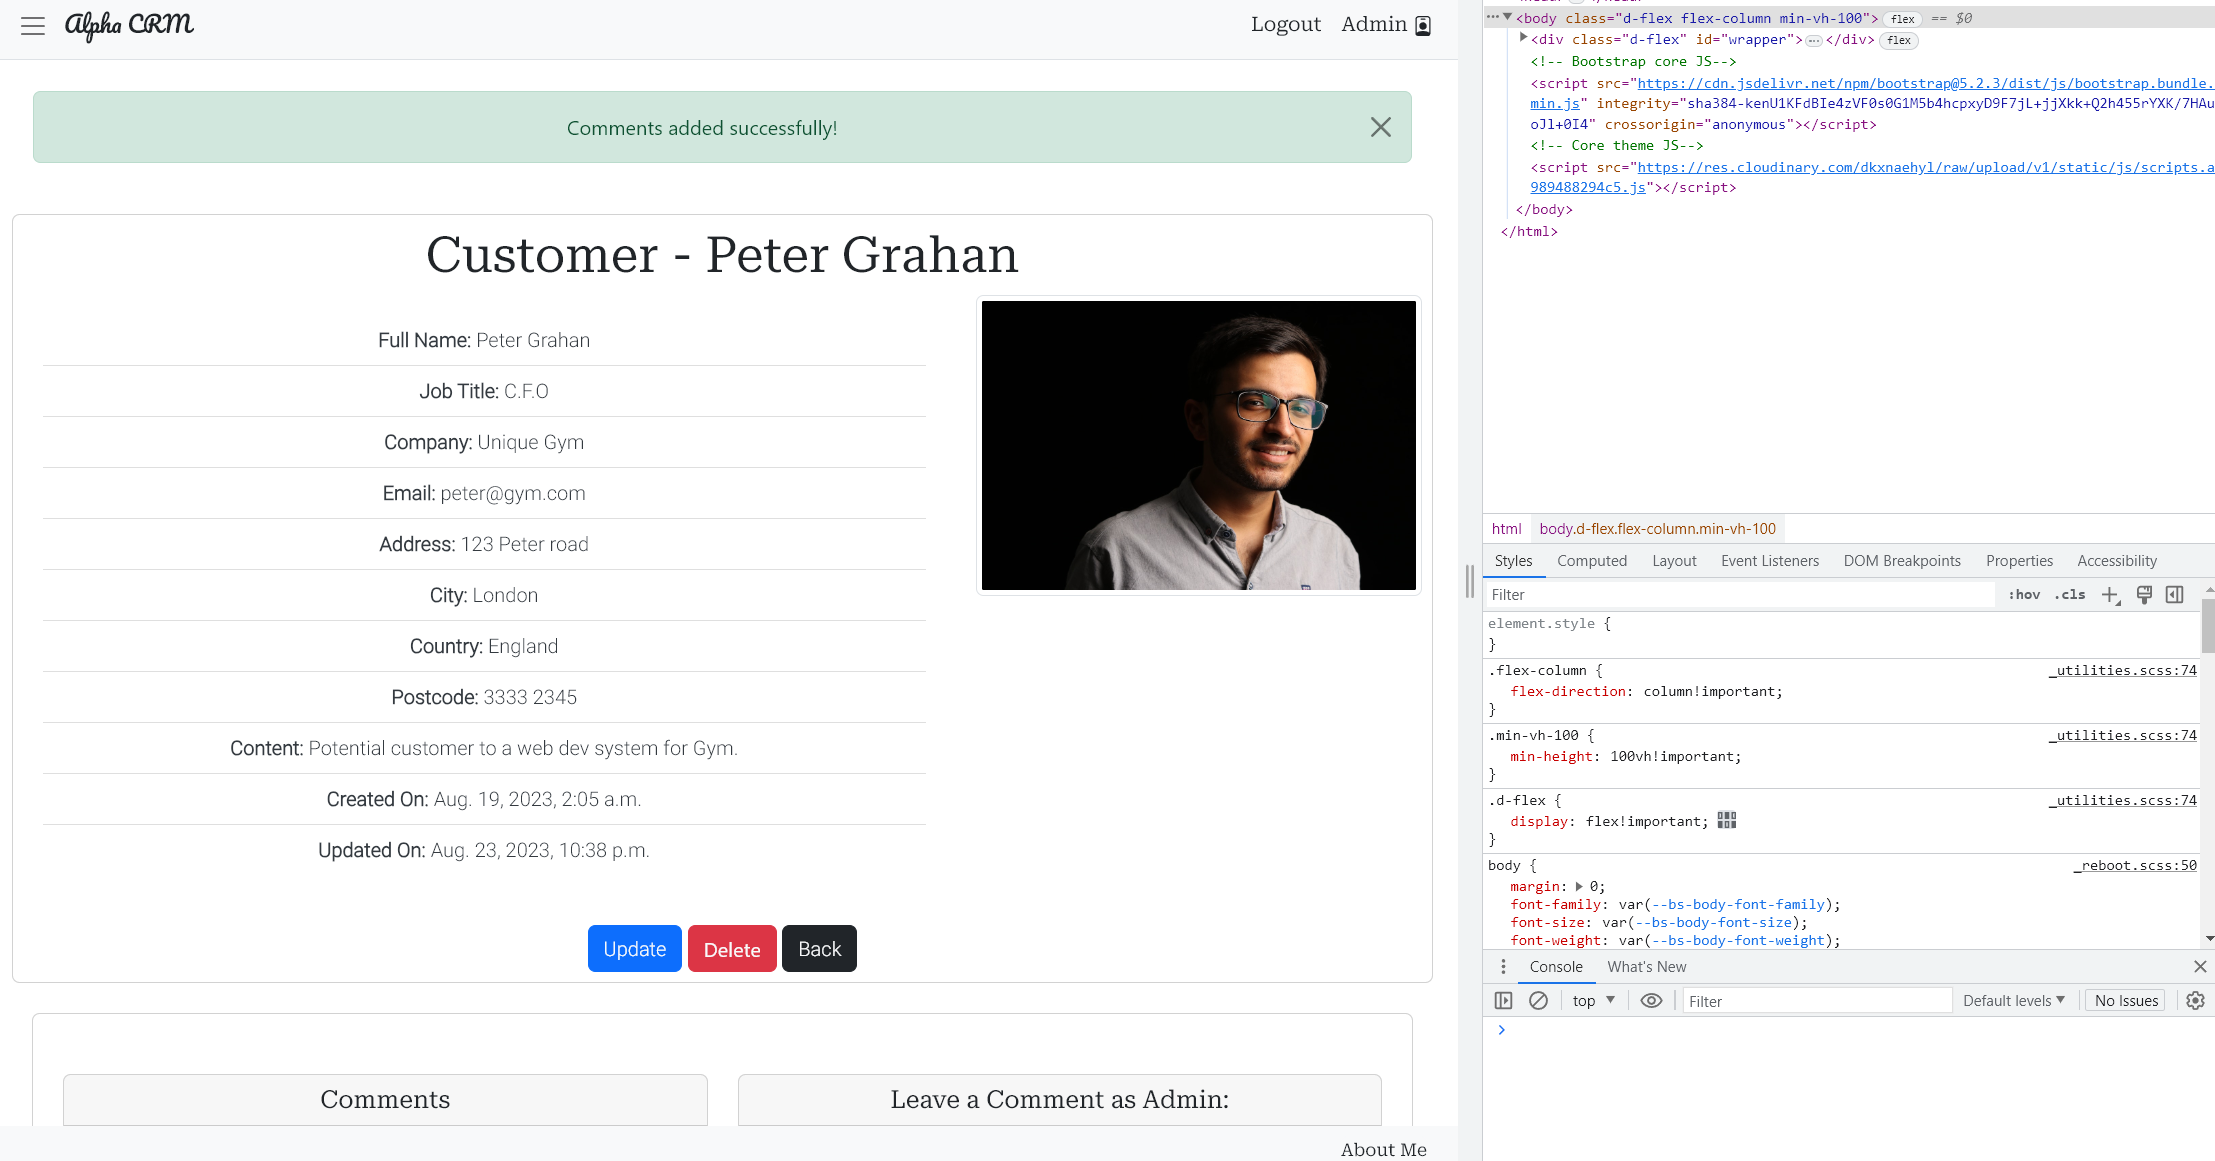 Alpha CRM
Logout Admin
Comments added successfully!
Customer - Peter Grahan
Full Name: Peter Grahan
Job Title: C.F.O
Company: Unique Gym
Email: peter@gym.com
Address: 123 Peter road
City: London
Country: England
Postcode: 3333 2345
Content: Potential customer to a web dev system for Gym.
Created On: Aug. 19, 2023, 2:05 a.m.
Updated On: Aug. 23, 2023, 10:38 p.m.
Update Delete Back
Comments
Leave a Comment as Admin:
About Me
<body class="d-flex flex-column min-vh-100"> flex == $0
<div class="d-flex" id="wrapper"> </div> flex
<!-- Bootstrap core JS-->
<script src="https://cdn.jsdelivr.net/npm/bootstrap@5.2.3/dist/js/bootstrap.bundle.
min.js" integrity="sha384-kenU1KFdBIe4zVF0s0G1M5b4hcpxyD9F7jL+jjXkk+Q2h455rYXK/7HAu
oJl+0I4" crossorigin="anonymous"></script>
<!-- Core theme JS-->
<script src="https://res.cloudinary.com/dkxnaehyl/raw/upload/v1/static/js/scripts.a
989488294c5.js"></script>
</body>
</html>
html body.d-flex.flex-column.min-vh-100
Styles Computed Layout Event Listeners DOM Breakpoints Properties Accessibility
Filter :hov .cls
element.style {
}
.flex-column { _utilities.scss:74
flex-direction: column!important;
}
.min-vh-100 { _utilities.scss:74
min-height: 100vh!important;
}
.d-flex { _utilities.scss:74
display: flex!important;
}
body { _reboot.scss:50
margin: 0;
font-family: var(--bs-body-font-family);
font-size: var(--bs-body-font-size);
font-weight: var(--bs-body-font-weight);
Console What's New
top Filter Default levels No Issues